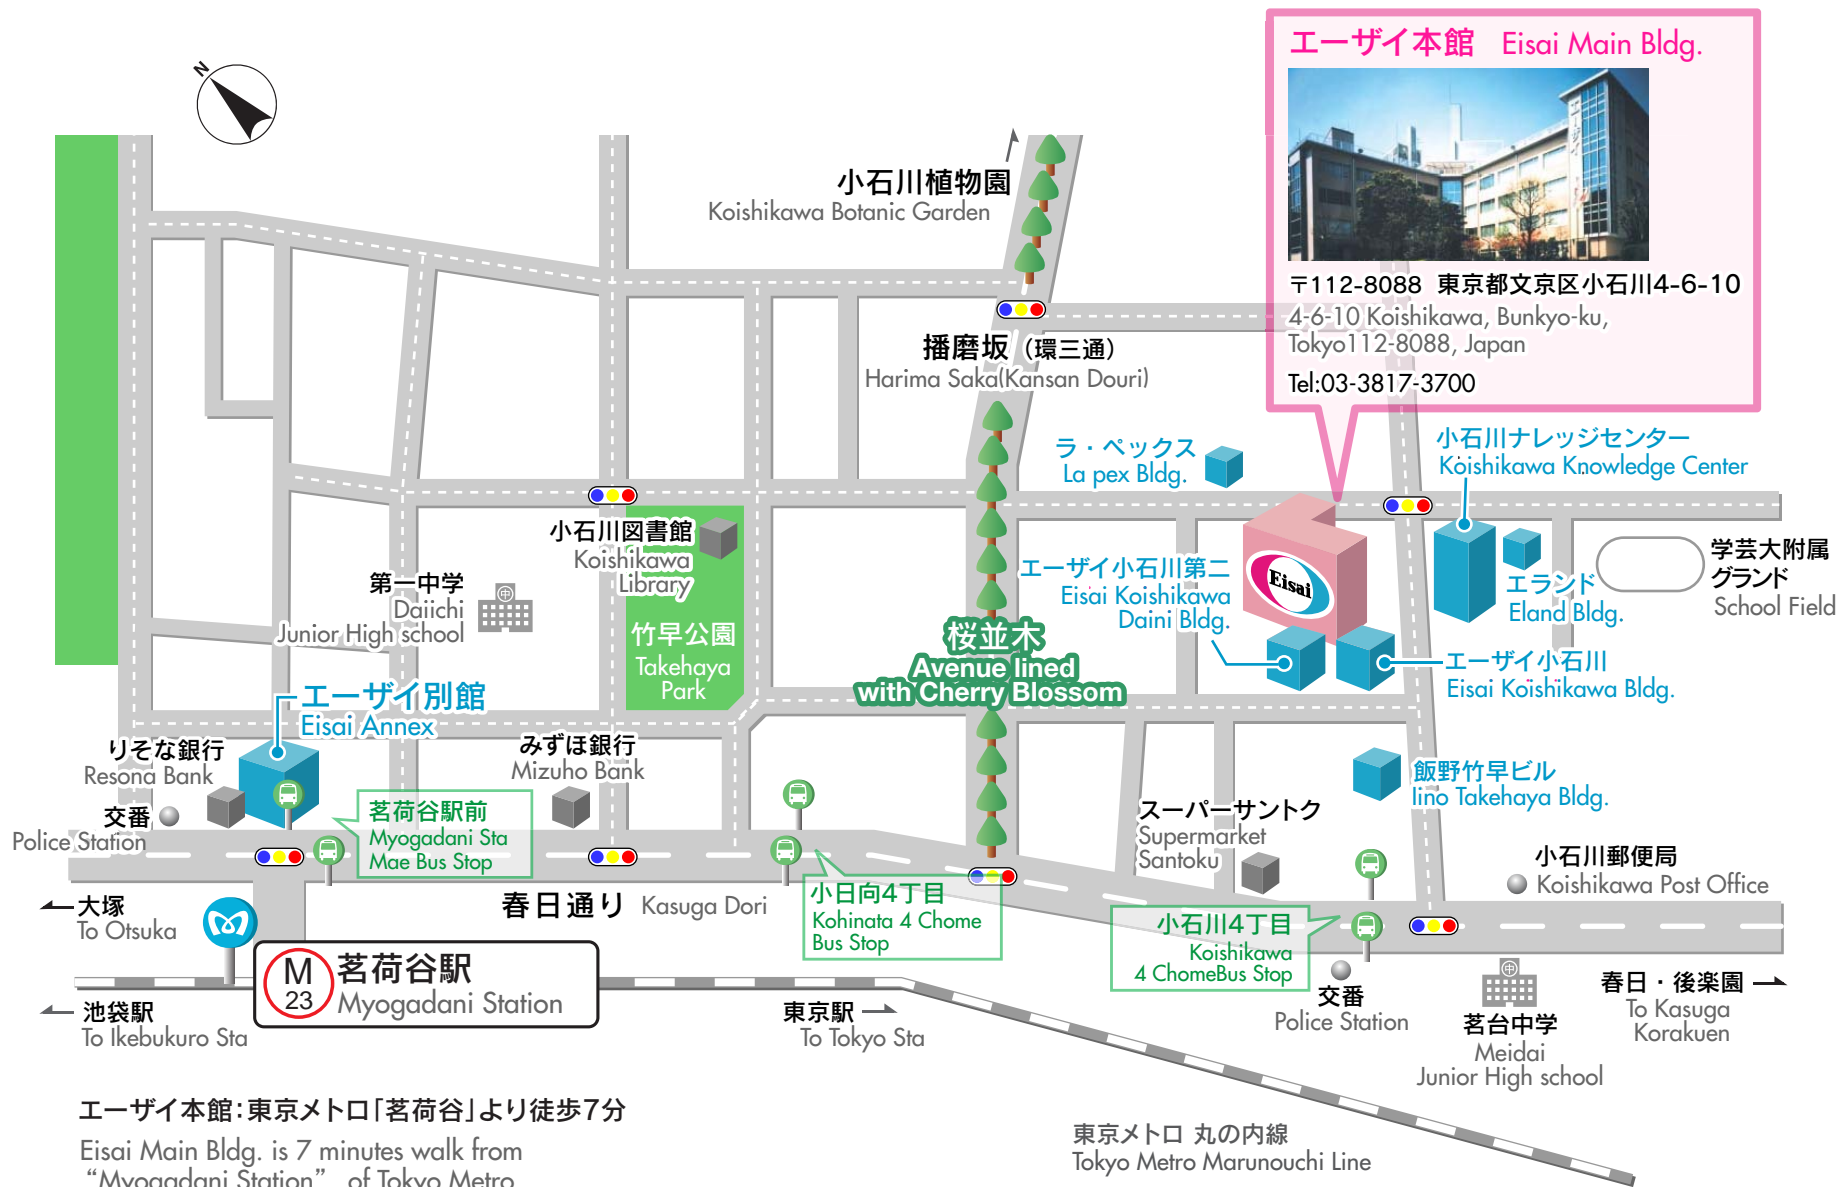 エーザイ本館 Eisai Main Bldg.
エーザイ
〒112-8088 東京都文京区小石川4-6-10
4-6-10 Koishikawa, Bunkyo-ku,
Tokyo112-8088, Japan
Tel:03-3817-3700
N
小石川植物園
Koishikawa Botanic Garden
播磨坂（環三通）
Harima Saka(Kansan Douri)
ラ・ペックス
La pex Bldg.
小石川ナレッジセンター
Koishikawa Knowledge Center
小石川図書館
Koishikawa
Library
第一中学
Daiichi
Junior High school
中
竹早公園
Takehaya
Park
エーザイ小石川第二
Eisai Koishikawa
Daini Bldg.
Eisai
エランド
Eland Bldg.
学芸大附属
グランド
School Field
桜並木
Avenue lined
with Cherry Blossom
エーザイ小石川
Eisai Koishikawa Bldg.
エーザイ別館
Eisai Annex
りそな銀行
Resona Bank
みずほ銀行
Mizuho Bank
飯野竹早ビル
Iino Takehaya Bldg.
交番
Police Station
茗荷谷駅前
Myogadani Sta
Mae Bus Stop
スーパーサントク
Supermarket
Santoku
小石川郵便局
Koishikawa Post Office
大塚
To Otsuka
春日通り Kasuga Dori
小日向4丁目
Kohinata 4 Chome
Bus Stop
小石川4丁目
Koishikawa
4 ChomeBus Stop
M
23
茗荷谷駅
Myogadani Station
池袋駅
To Ikebukuro Sta
東京駅
To Tokyo Sta
交番
Police Station
中
茗台中学
Meidai
Junior High school
春日・後楽園
To Kasuga
Korakuen
エーザイ本館：東京メトロ「茗荷谷」より徒歩7分
Eisai Main Bldg. is 7 minutes walk from
“Myogadani Station” of Tokyo Metro
東京メトロ 丸の内線
Tokyo Metro Marunouchi Line